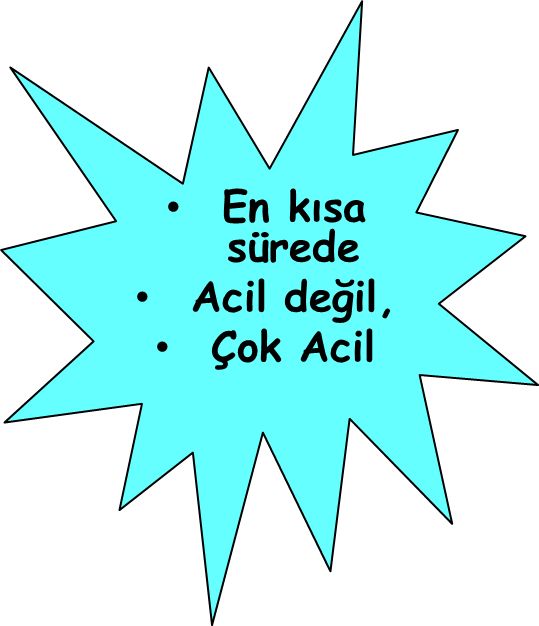 • En kısa
sürede
• Acil değil,
• Çok Acil